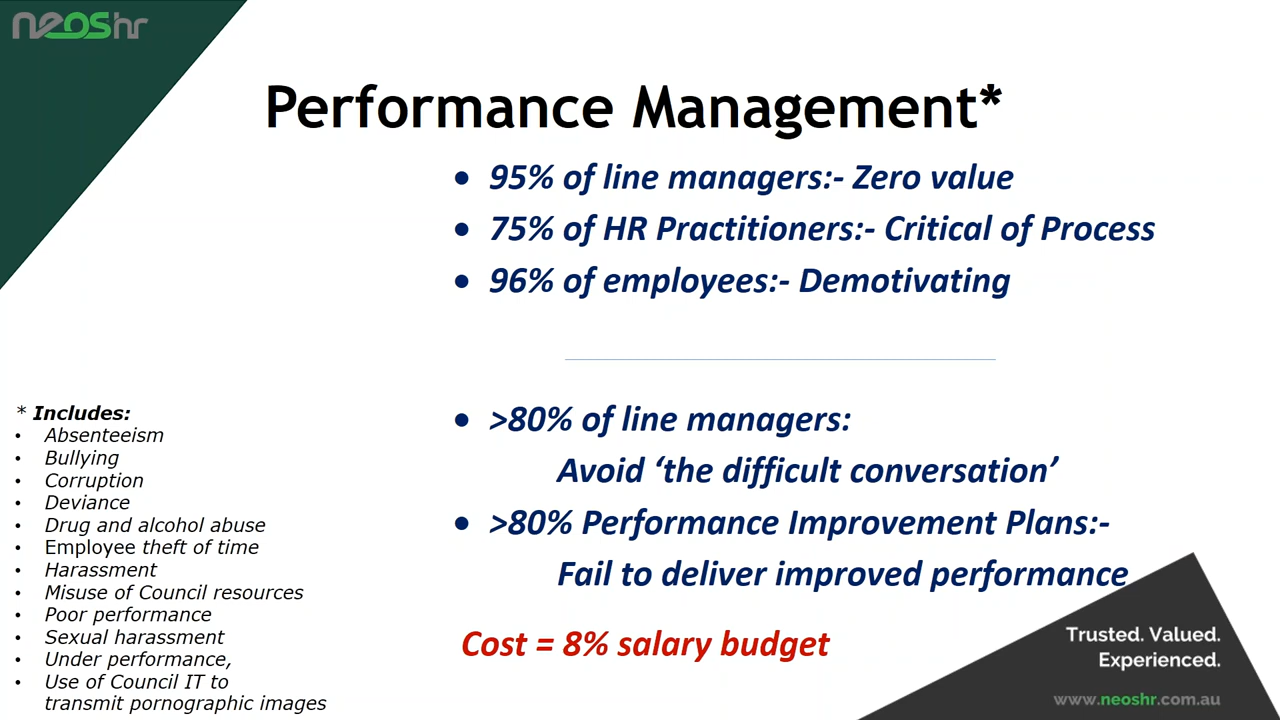 neoshr
Performance Management*
• 95% of line managers:- Zero value
• 75% of HR Practitioners:- Critical of Process
• 96% of employees:- Demotivating
• >80% of line managers:
Avoid ‘the difficult conversation’
• >80% Performance Improvement Plans:-
Fail to deliver improved performance
Cost = 8% salary budget
* Includes:
• Absenteeism
• Bullying
• Corruption
• Deviance
• Drug and alcohol abuse
• Employee theft of time
• Harassment
• Misuse of Council resources
• Poor performance
• Sexual harassment
• Under performance,
• Use of Council IT to
transmit pornographic images
Trusted. Valued.
Experienced.
www.neoshr.com.au